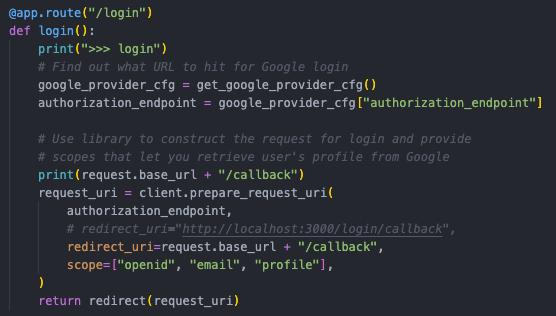 @app.route("/login")
def login():
    print(">>> login")
    # Find out what URL to hit for Google login
    google_provider_cfg = get_google_provider_cfg()
    authorization_endpoint = google_provider_cfg["authorization_endpoint"]
    # Use library to construct the request for login and provide
    # scopes that let you retrieve user's profile from Google
    print(request.base_url + "/callback")
    request_uri = client.prepare_request_uri(
        authorization_endpoint,
        # redirect_uri="http://localhost:3000/login/callback",
        redirect_uri=request.base_url + "/callback",
        scope=["openid", "email", "profile"],
    )
    return redirect(request_uri)